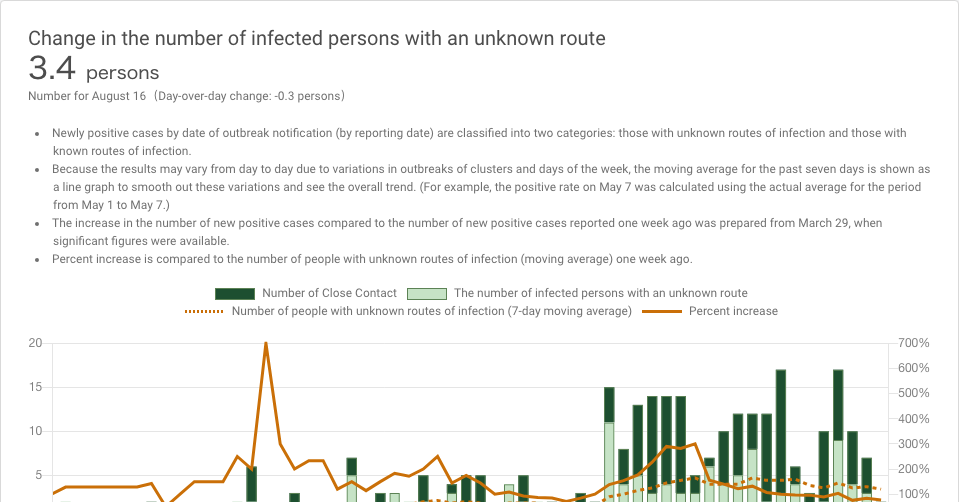 Change in the number of infected persons with an unknown route
3.4 persons
Number for August 16 (Day-over-day change: -0.3 persons)
• Newly positive cases by date of outbreak notification (by reporting date) are classified into two categories: those with unknown routes of infection and those with
known routes of infection.
• Because the results may vary from day to day due to variations in outbreaks of clusters and days of the week, the moving average for the past seven days is shown as
a line graph to smooth out these variations and see the overall trend. (For example, the positive rate on May 7 was calculated using the actual average for the period
from May 1 to May 7.)
• The increase in the number of new positive cases compared to the number of new positive cases reported one week ago was prepared from March 29, when
significant figures were available.
• Percent increase is compared to the number of people with unknown routes of infection (moving average) one week ago.
Number of Close Contact The number of infected persons with an unknown route
Number of people with unknown routes of infection (7-day moving average) Percent increase
20 700%
600%
15 500%
400%
10 300%
5 200%
100%